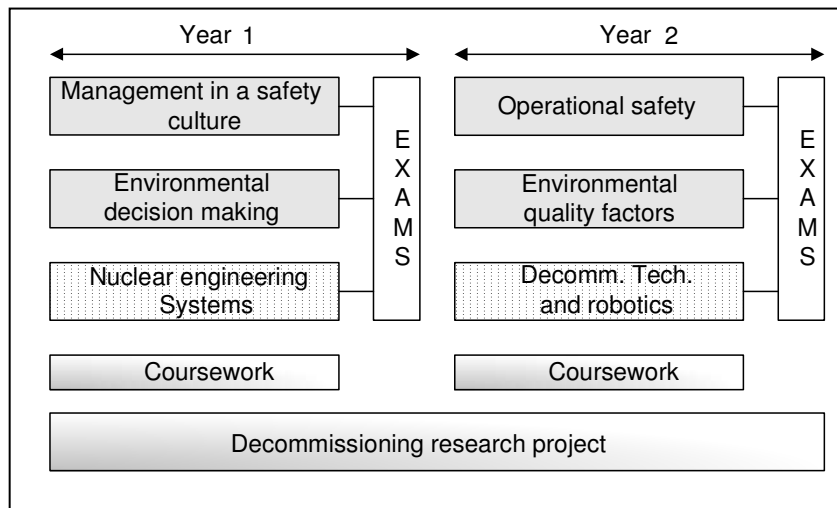 Year 1
Management in a safety
culture
Environmental
decision making
Nuclear engineering
Systems
E
X
A
M
S
Coursework
Year 2
Operational safety
Environmental
quality factors
Decomm. Tech.
and robotics
E
X
A
M
S
Coursework
Decommissioning research project